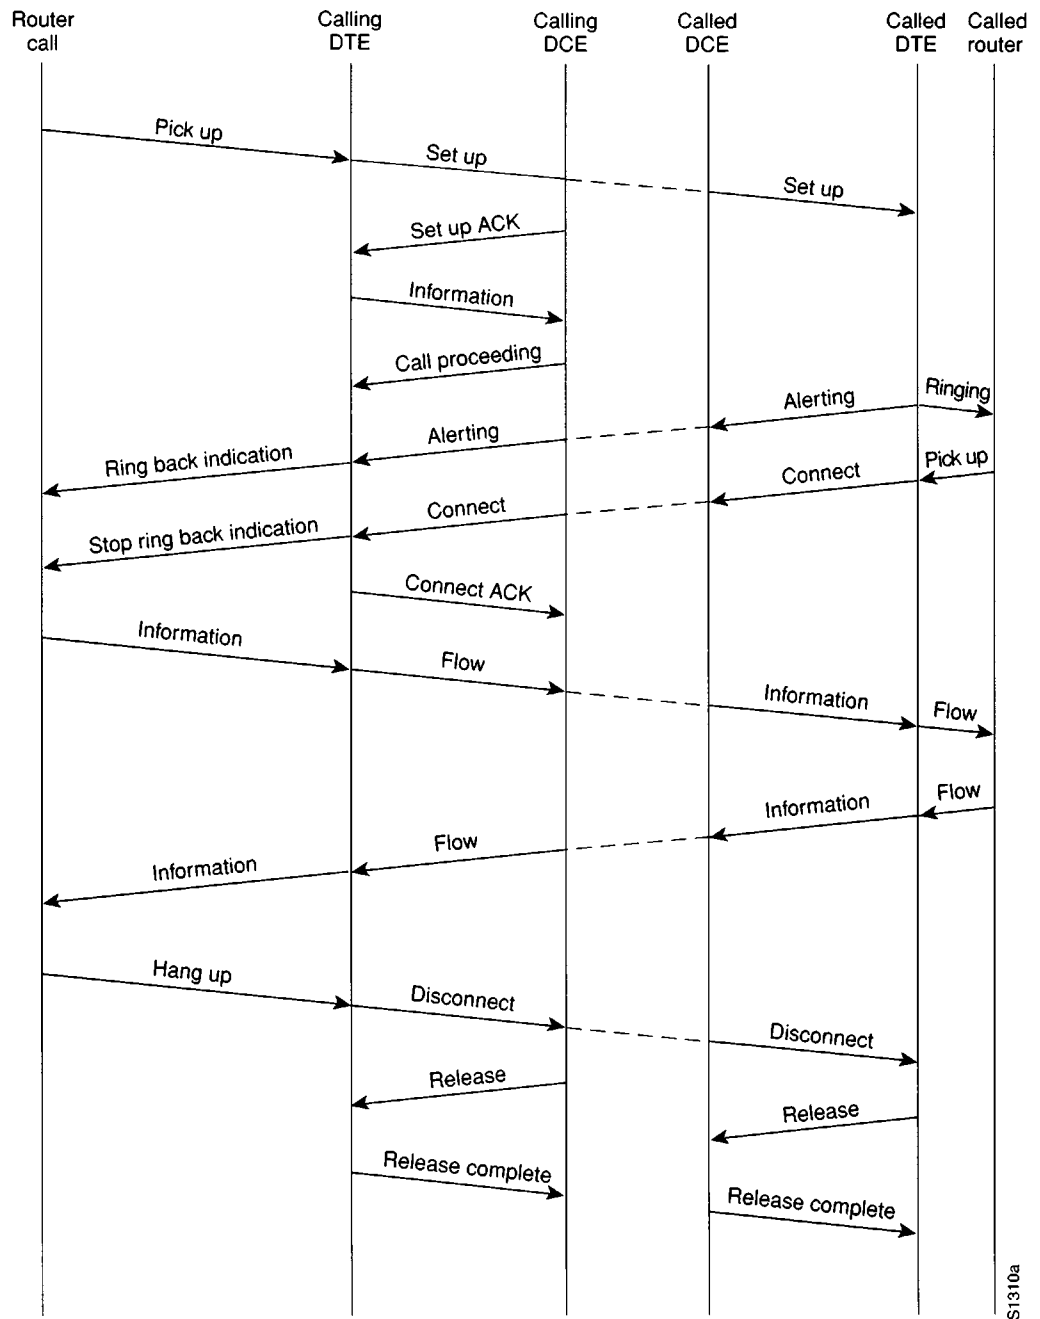 Router call
Calling DTE
Calling DCE
Called DCE
Called DTE
Called router
Pick up
Set up
Set up
Set up ACK
Information
Call proceeding
Ringing
Alerting
Alerting
Ring back indication
Pick up
Connect
Connect
Stop ring back indication
Connect ACK
Information
Flow
Information
Flow
Flow
Information
Flow
Information
Hang up
Disconnect
Disconnect
Release
Release
Release complete
Release complete
S1310a